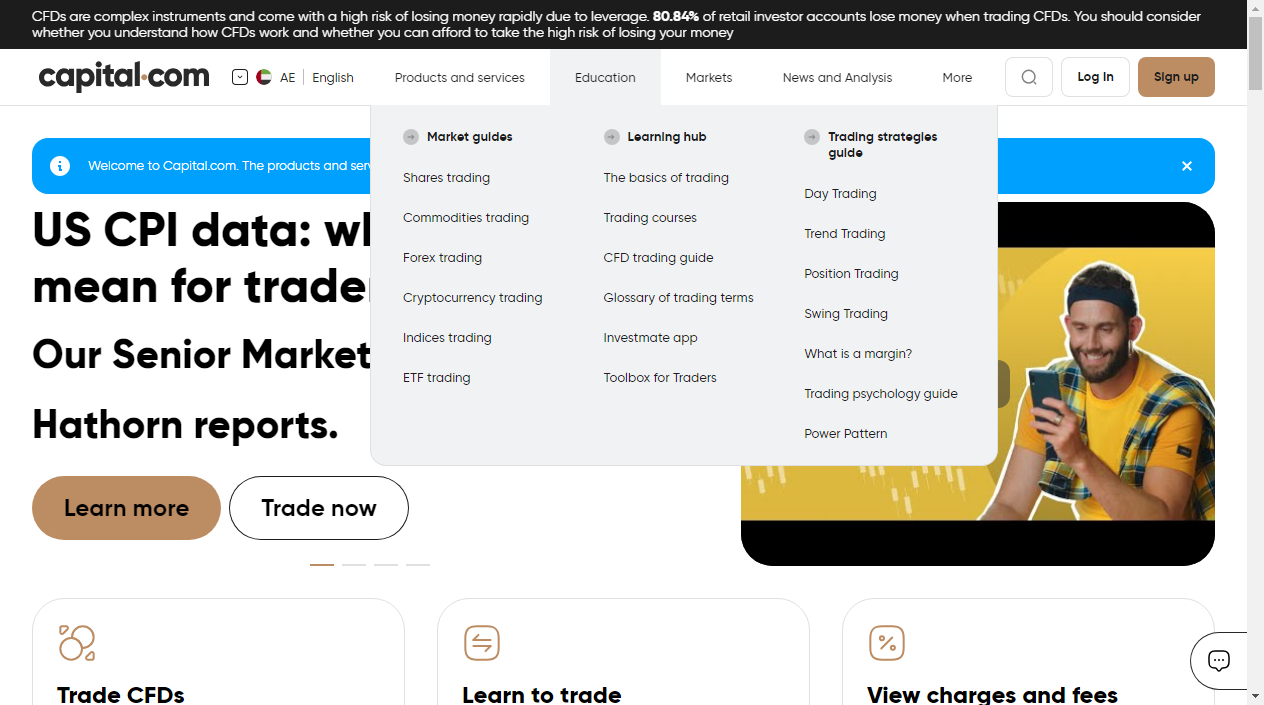 CFDs are complex instruments and come with a high risk of losing money rapidly due to leverage. 80.84% of retail investor accounts lose money when trading CFDs. You should consider
whether you understand how CFDs work and whether you can afford to take the high risk of losing your money
capital.com
AE
English
Products and services
Education
Markets
News and Analysis
More
Log In
Sign up
Market guides
Shares trading
Commodities trading
Forex trading
Cryptocurrency trading
Indices trading
ETF trading
Learning hub
The basics of trading
Trading courses
CFD trading guide
Glossary of trading terms
Investmate app
Toolbox for Traders
Trading strategies
guide
Day Trading
Trend Trading
Position Trading
Swing Trading
What is a margin?
Trading psychology guide
Power Pattern
Welcome to Capital.com. The products and
US CPI data:
mean for
Our Senior Market
Hathorn reports.
Learn more
Trade now
Trade CFDs
Learn to trade
View charges and fees